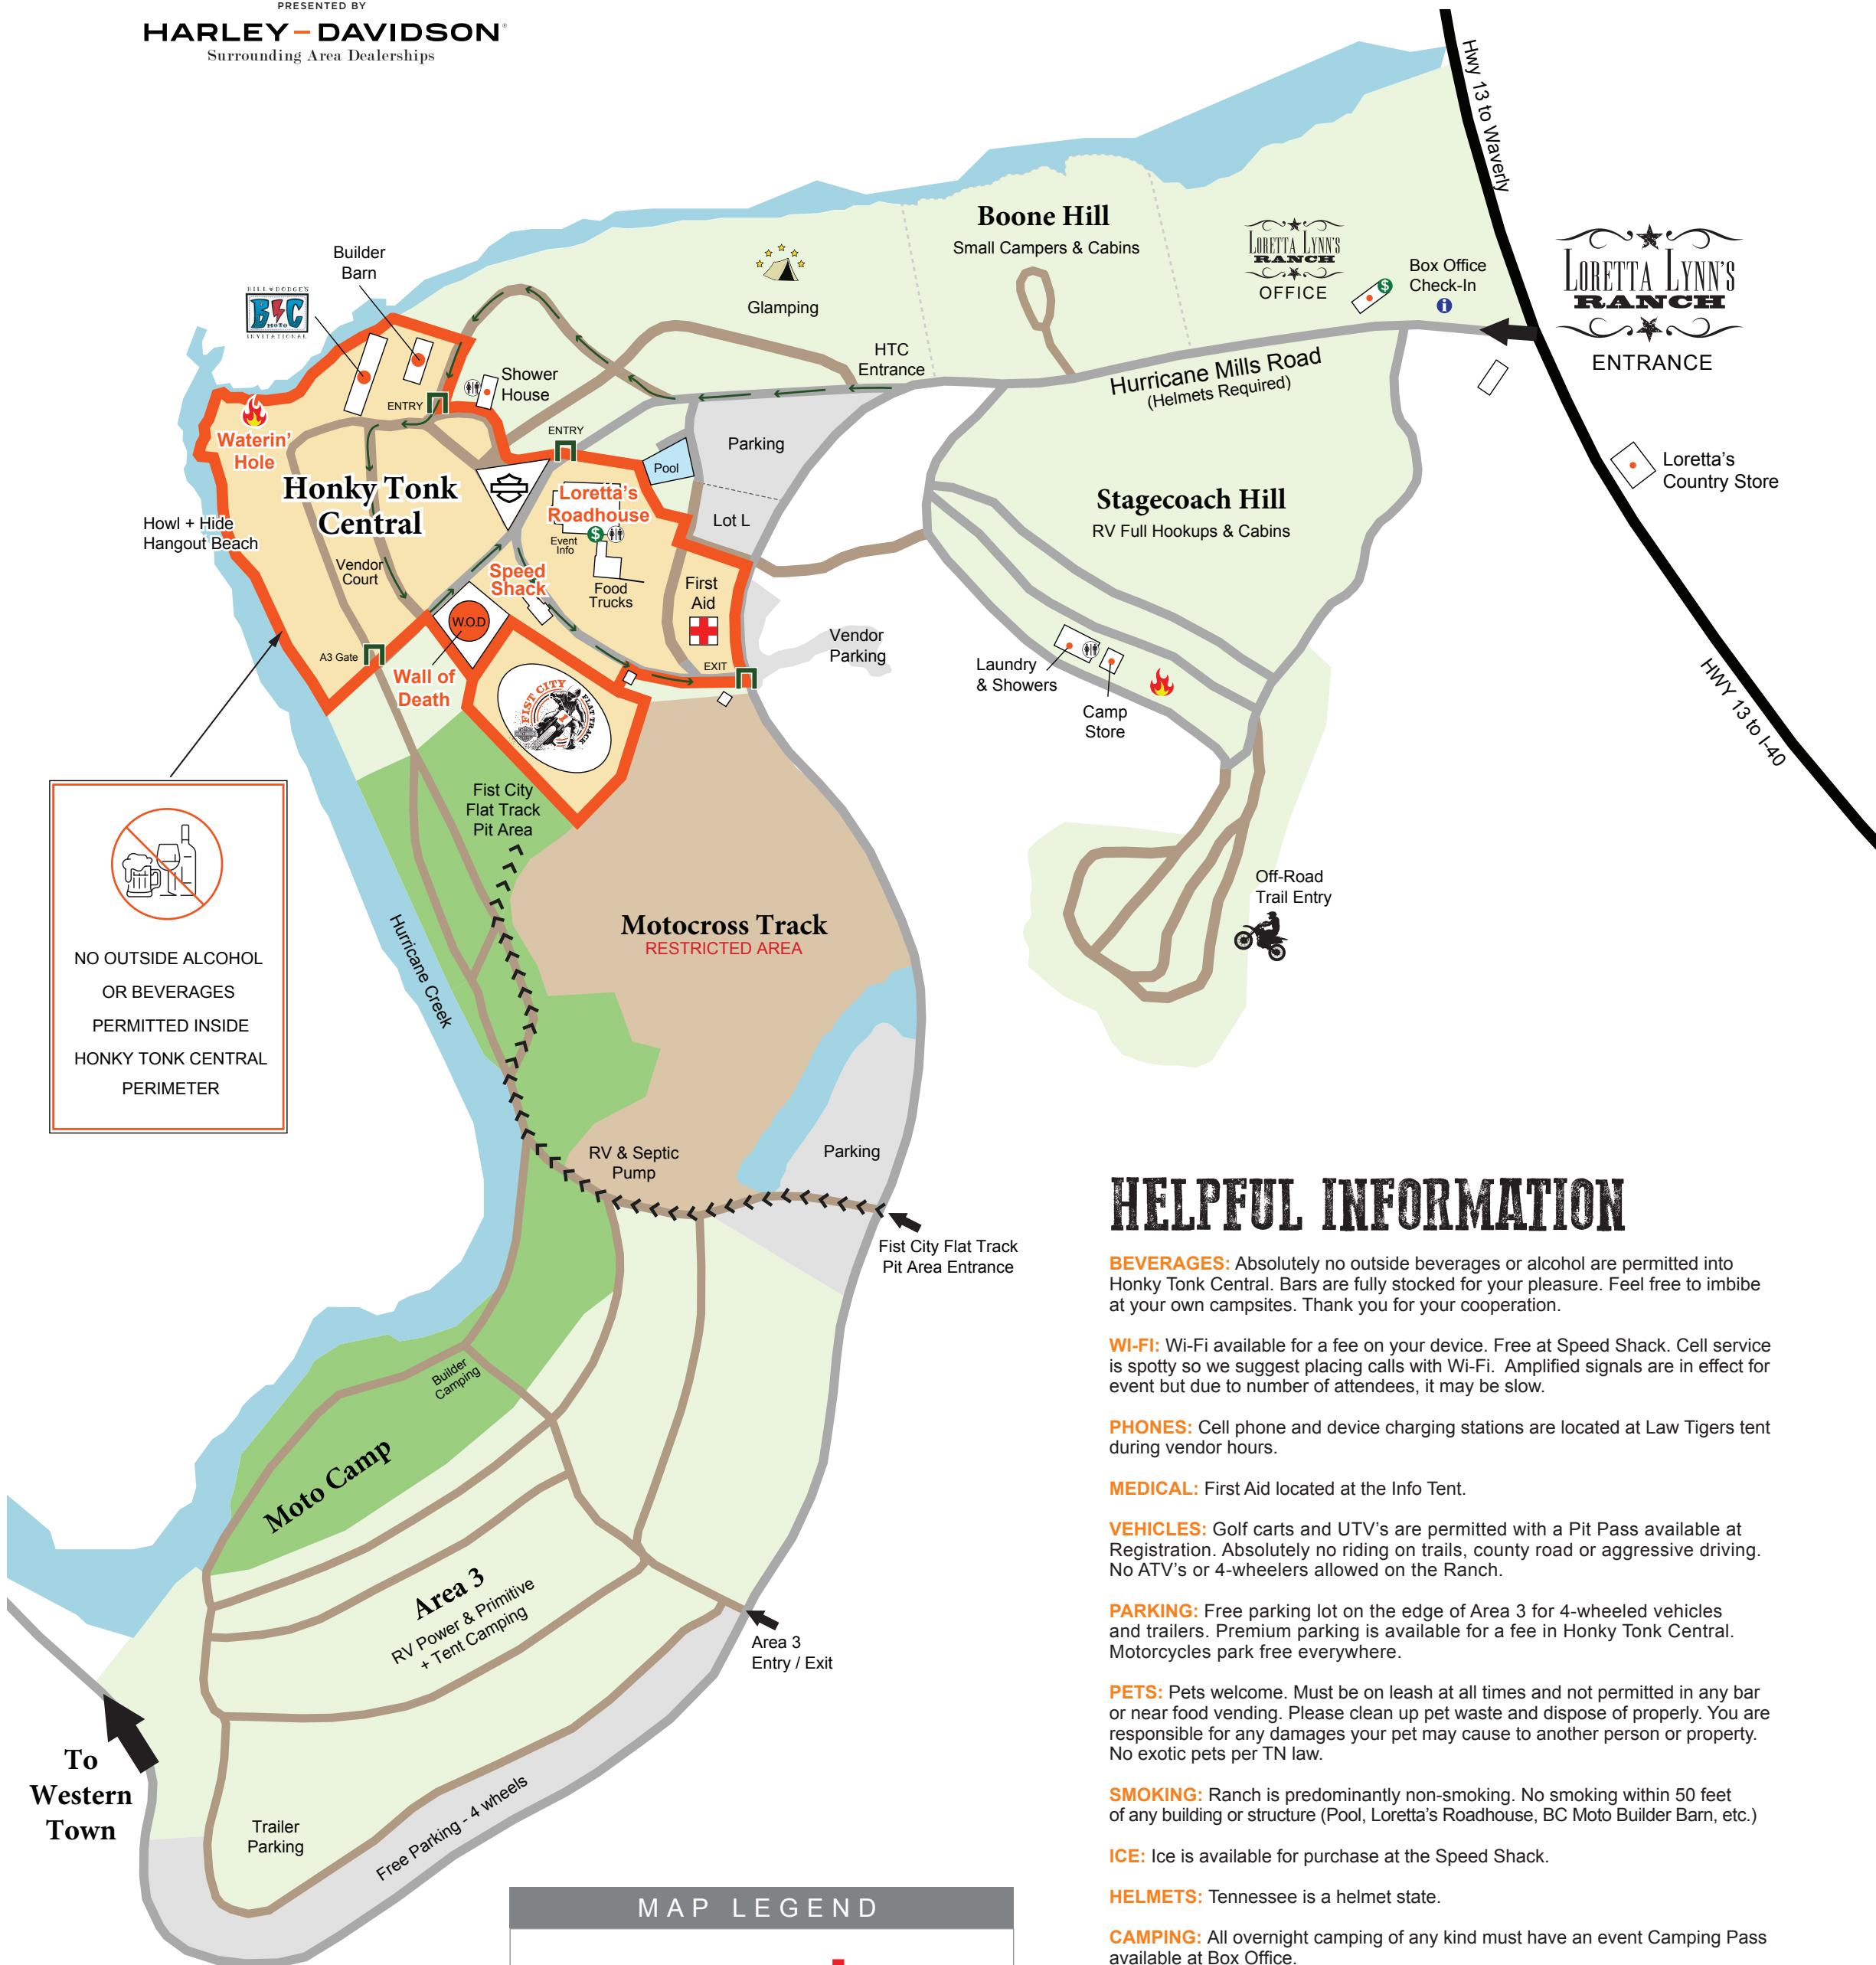 PRESENTED BY
HARLEY-DAVIDSON®
Surrounding Area Dealerships
Hwy 13 to Waverly
Boone Hill
Small Campers & Cabins
LORETTA LYNN'S
RANCH
OFFICE
Box Office
Check-In
i
$
LORETTA LYNN'S
RANCH
ENTRANCE
Builder
Barn
BILL DODGE'S
BC
MOTO
INVITATIONAL
Glamping
HTC
Entrance
Hurricane Mills Road
(Helmets Required)
Shower
House
ENTRY
ENTRY
Waterin'
Hole
Parking
Pool
Loretta's
Country Store
Honky Tonk
Central
Loretta's
Roadhouse
Stagecoach Hill
RV Full Hookups & Cabins
Lot L
Howl + Hide
Hangout Beach
Event
Info
$
Vendor
Court
Speed
Shack
Food
Trucks
First
Aid
W.O.D
Vendor
Parking
A3 Gate
Wall of
Death
EXIT
Laundry
& Showers
Camp
Store
HWY 13 to I-40
FIST CITY
FLAT TRACK
Fist City
Flat Track
Pit Area
NO OUTSIDE ALCOHOL
OR BEVERAGES
PERMITTED INSIDE
HONKY TONK CENTRAL
PERIMETER
Off-Road
Trail Entry
Hurricane Creek
Motocross Track
RESTRICTED AREA
RV & Septic
Pump
Parking
Fist City Flat Track
Pit Area Entrance
Builder
Camping
Moto Camp
Area 3
RV Power & Primitive
+ Tent Camping
Area 3
Entry / Exit
To
Western
Town
Trailer
Parking
Free Parking - 4 wheels
MAP LEGEND
HELPFUL INFORMATION
BEVERAGES: Absolutely no outside beverages or alcohol are permitted into
Honky Tonk Central. Bars are fully stocked for your pleasure. Feel free to imbibe
at your own campsites. Thank you for your cooperation.
WI-FI: Wi-Fi available for a fee on your device. Free at Speed Shack. Cell service
is spotty so we suggest placing calls with Wi-Fi. Amplified signals are in effect for
event but due to number of attendees, it may be slow.
PHONES: Cell phone and device charging stations are located at Law Tigers tent
during vendor hours.
MEDICAL: First Aid located at the Info Tent.
VEHICLES: Golf carts and UTV's are permitted with a Pit Pass available at
Registration. Absolutely no riding on trails, county road or aggressive driving.
No ATV's or 4-wheelers allowed on the Ranch.
PARKING: Free parking lot on the edge of Area 3 for 4-wheeled vehicles
and trailers. Premium parking is available for a fee in Honky Tonk Central.
Motorcycles park free everywhere.
PETS: Pets welcome. Must be on leash at all times and not permitted in any bar
or near food vending. Please clean up pet waste and dispose of properly. You are
responsible for any damages your pet may cause to another person or property.
No exotic pets per TN law.
SMOKING: Ranch is predominantly non-smoking. No smoking within 50 feet
of any building or structure (Pool, Loretta's Roadhouse, BC Moto Builder Barn, etc.)
ICE: Ice is available for purchase at the Speed Shack.
HELMETS: Tennessee is a helmet state.
CAMPING: All overnight camping of any kind must have an event Camping Pass
available at Box Office.